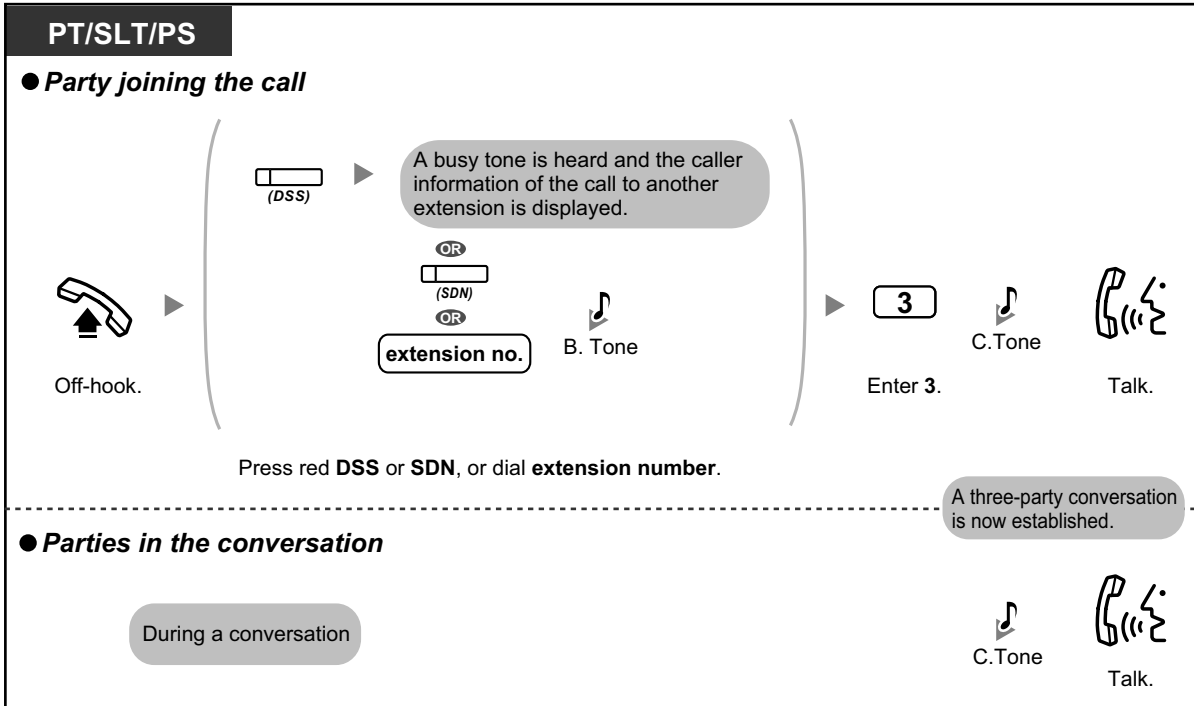 PT/SLT/PS
● Party joining the call
(DSS)
A busy tone is heard and the caller
information of the call to another
extension is displayed.
OR
(SDN)
OR
extension no.
B. Tone
3
C.Tone
Off-hook.
Enter 3.
Talk.
Press red DSS or SDN, or dial extension number.
A three-party conversation
is now established.
● Parties in the conversation
During a conversation
C.Tone
Talk.